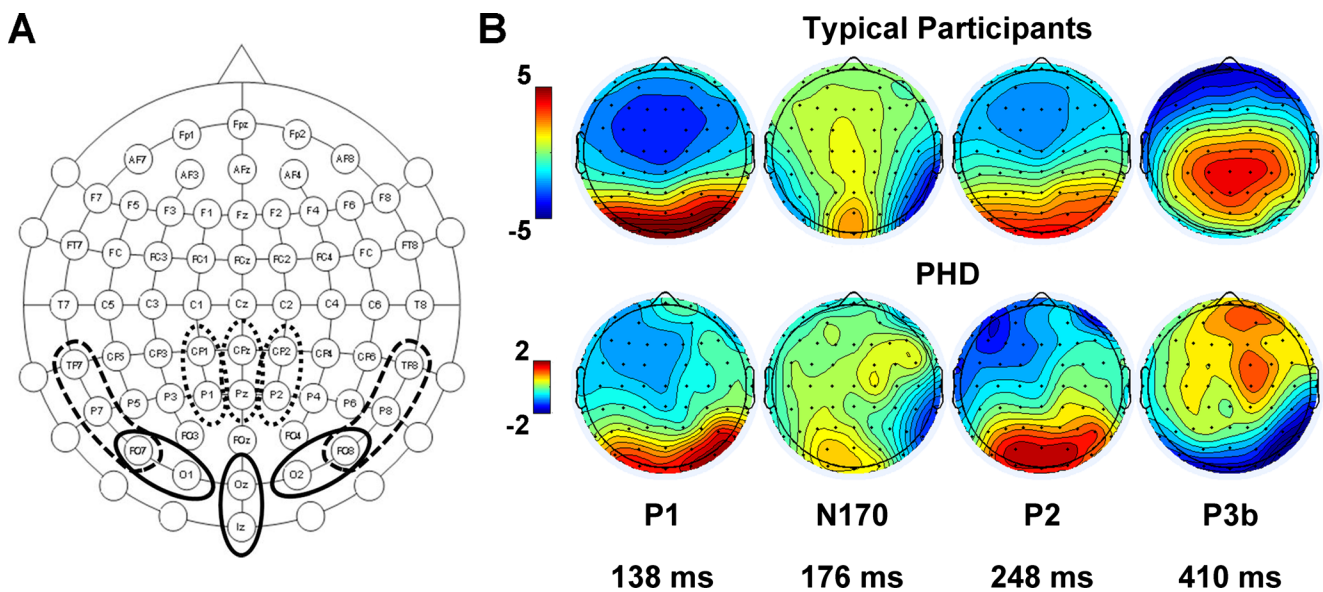 A
Fpz
Fp1 Fp2
AF7 AF8
AF3 AFz AF4
F7 F5 F3 F1 Fz F2 F4 F6 F8
FT7 FC FC3 FC1 FCz FC2 FC4 FC FT8
T7 C5 C3 C1 Cz C2 C4 C6 T8
TP7 CP5 CP3 CP1 CPz CP2 CP4 CP6 TP8
P7 P5 P3 P1 Pz P2 P4 P6 P8
PO7 PO3 POz PO4 PO8
O1 Oz O2
Iz
B
Typical Participants
5
-5
PHD
2
-2
P1 N170 P2 P3b
138 ms 176 ms 248 ms 410 ms